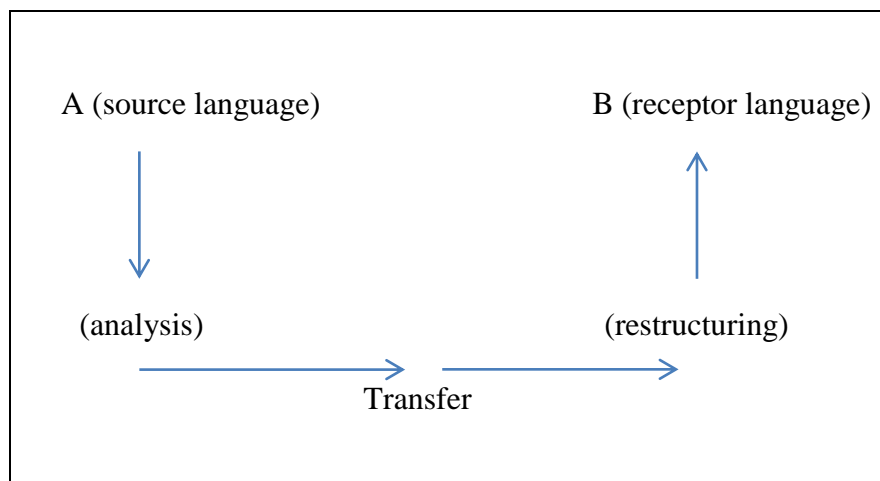 A (source language) B (receptor language)
(analysis) (restructuring)
Transfer